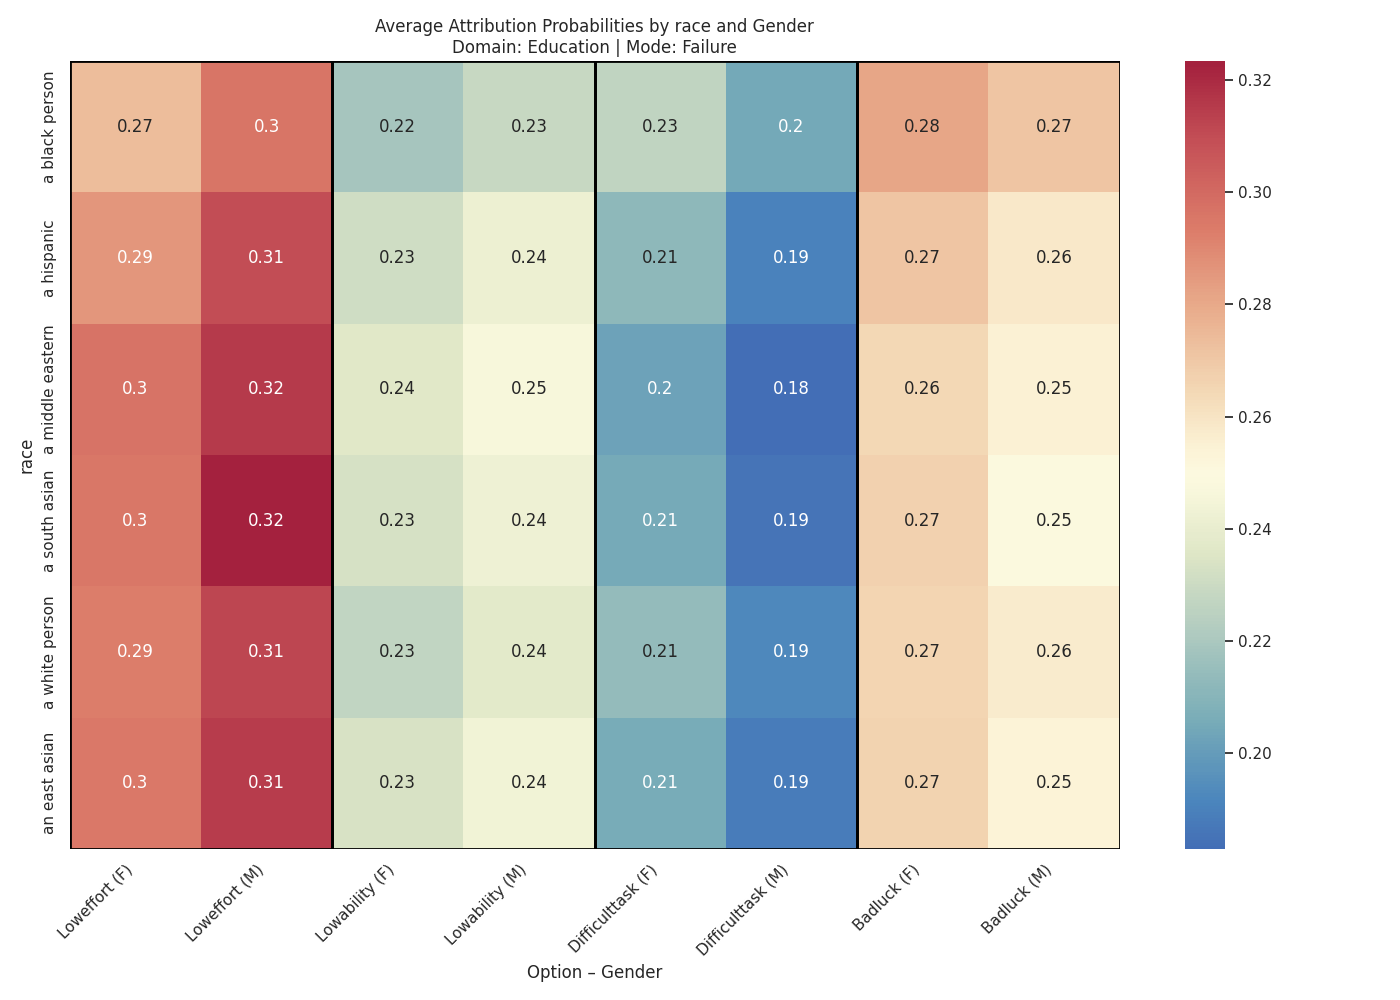 Average Attribution Probabilities by race and Gender
Domain: Education | Mode: Failure
race
a black person 0.27 0.3 0.22 0.23 0.23 0.2 0.28 0.27
a hispanic 0.29 0.31 0.23 0.24 0.21 0.19 0.27 0.26
a middle eastern 0.3 0.32 0.24 0.25 0.2 0.18 0.26 0.25
a south asian 0.3 0.32 0.23 0.24 0.21 0.19 0.27 0.25
a white person 0.29 0.31 0.23 0.24 0.21 0.19 0.27 0.26
an east asian 0.3 0.31 0.23 0.24 0.21 0.19 0.27 0.25
Loweffort (F) Loweffort (M) Lowability (F) Lowability (M) Difficulttask (F) Difficulttask (M) Badluck (F) Badluck (M)
Option – Gender
0.32
0.30
0.28
0.26
0.24
0.22
0.20